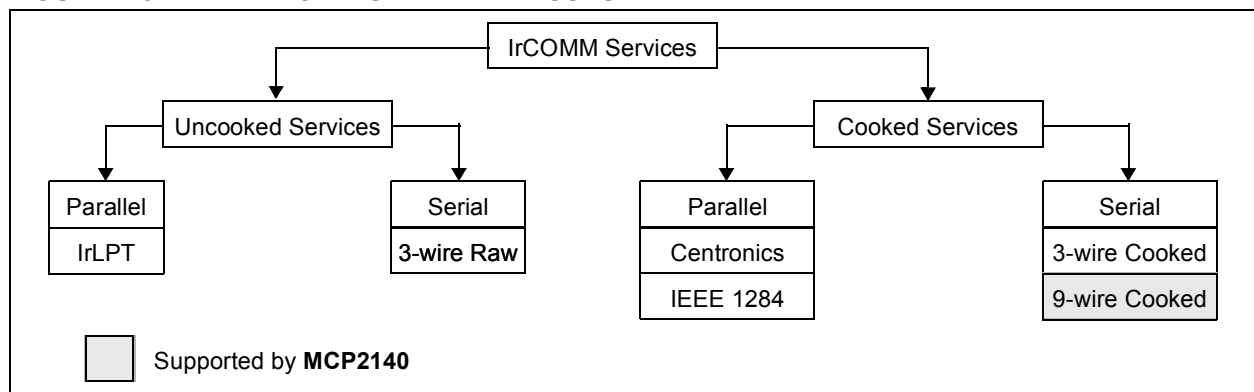 IrCOMM Services
Uncooked Services
Cooked Services
Parallel
IrLPT
Serial
3-wire Raw
Parallel
Centronics
IEEE 1284
Serial
3-wire Cooked
9-wire Cooked
Supported by MCP2140